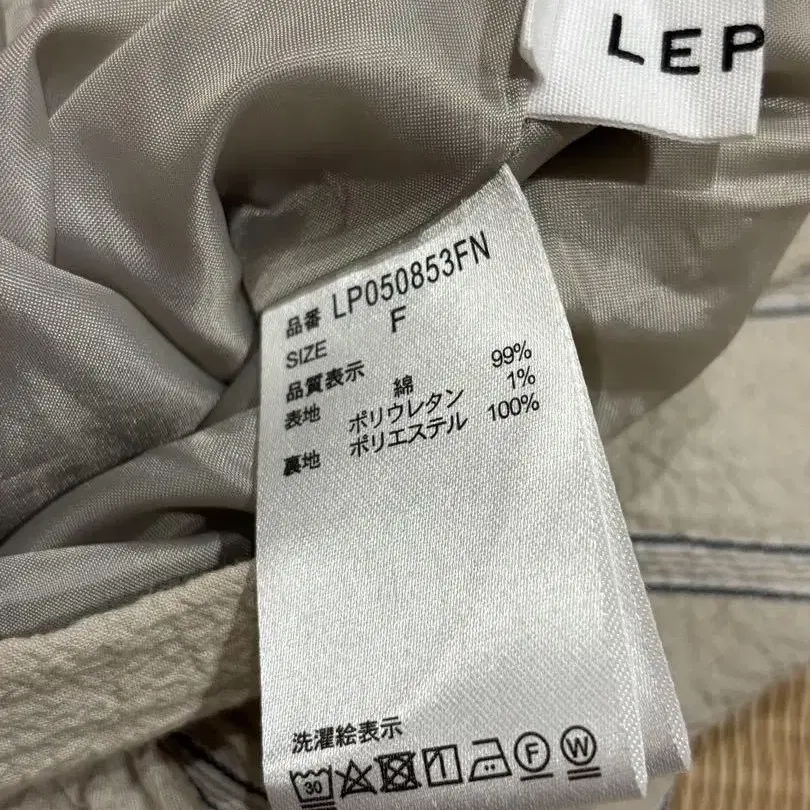 LEP
品番 LP050853FN
SIZE F
品質表示
表地 綿 99%
ポリウレタン 1%
裏地 ポリエステル 100%
洗濯絵表示
30 F W